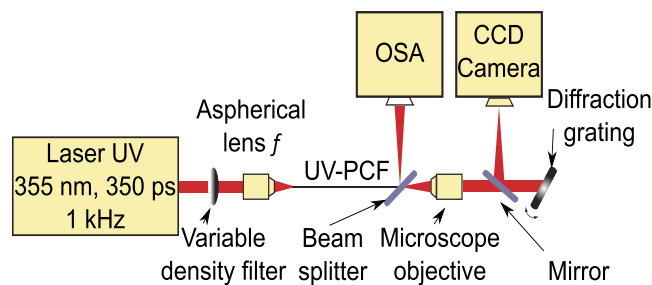 OSA
CCD
Camera
Diffraction
grating
Aspherical
lens f
Laser UV
355 nm, 350 ps
1 kHz
UV-PCF
Variable
density filter
Beam
splitter
Microscope
objective
Mirror